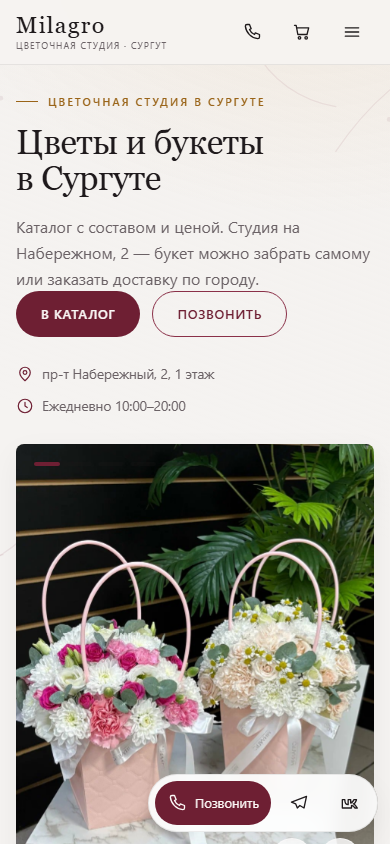 Milagro
ЦВЕТОЧНАЯ СТУДИЯ · СУРГУТ
ЦВЕТОЧНАЯ СТУДИЯ В СУРГУТЕ
Цветы и букеты
в Сургуте
Каталог с составом и ценой. Студия на
Набережном, 2 — букет можно забрать самому
или заказать доставку по городу.
В КАТАЛОГ
ПОЗВОНИТЬ
пр-т Набережный, 2, 1 этаж
Ежедневно 10:00–20:00
Позвонить